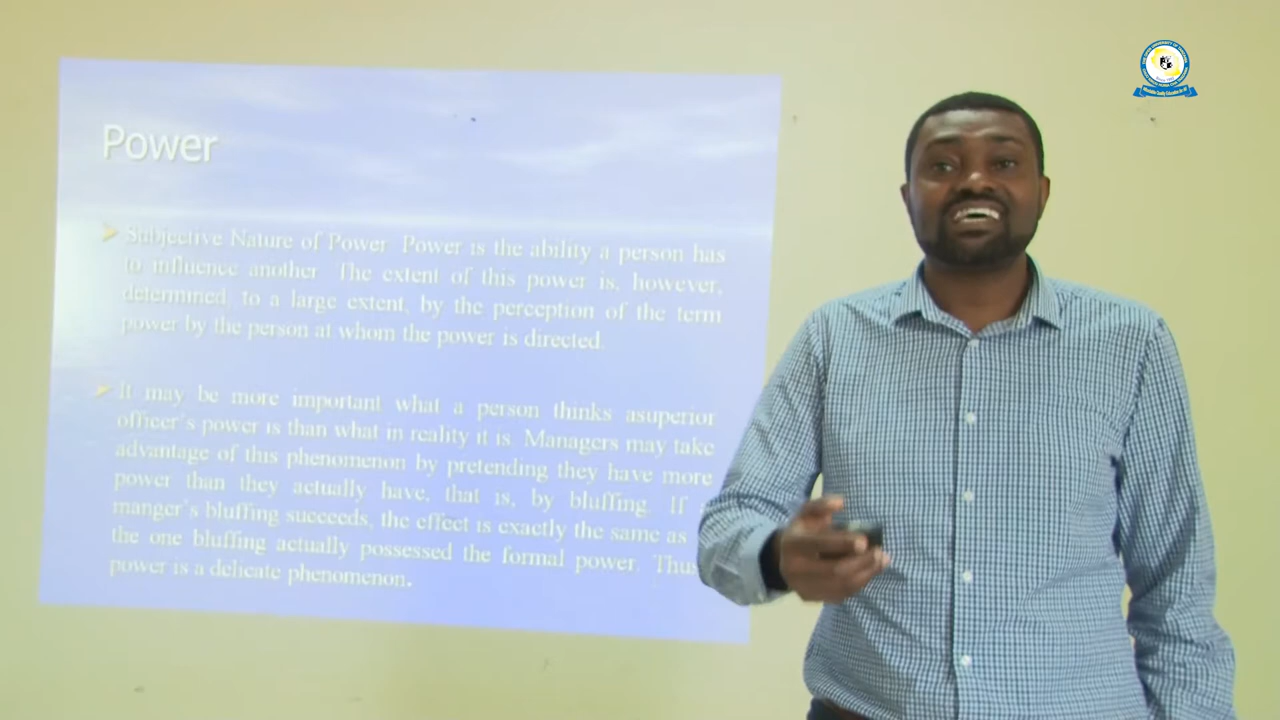 Power
Subjective Nature of Power Power is the ability a person has
to influence another The extent of this power is, however,
determined, to a large extent, by the perception of the term
power by the person at whom the power is directed.
It may be more important what a person thinks asuperior
officer's power is than what in reality it is. Managers may take
advantage of this phenomenon by pretending they have more
power than they actually have, that is, by bluffing. If
manger's bluffing succeeds, the effect is exactly the same as
the one bluffing actually possessed the formal power. Thus
power is a delicate phenomenon.